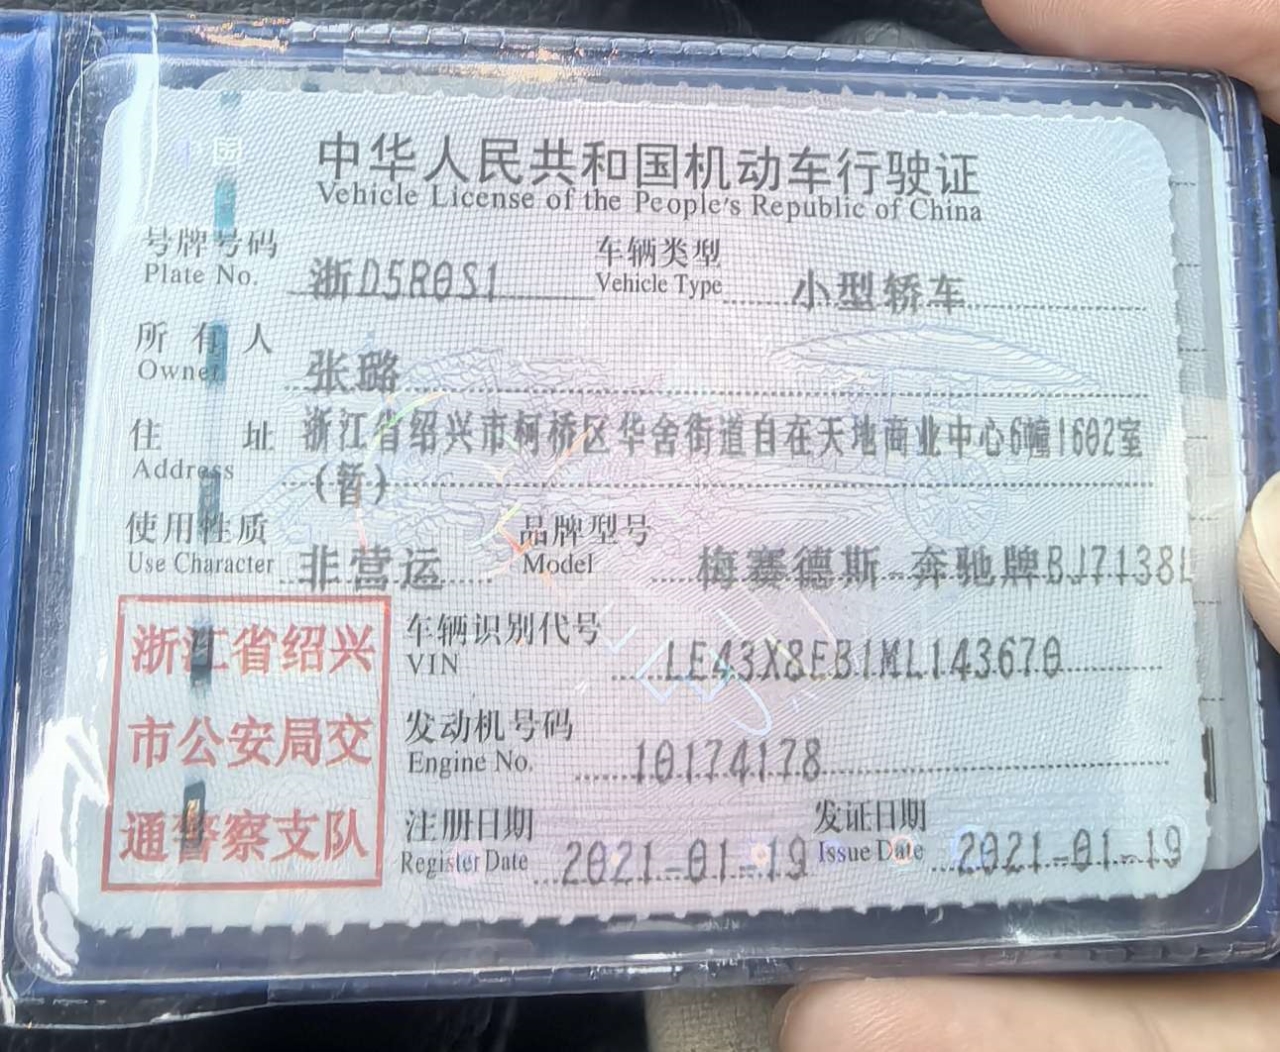 中华人民共和国机动车行驶证
Vehicle License of the People's Republic of China
号牌号码 浙D5R0S1 车辆类型 小型轿车
Plate No. Vehicle Type
所有人 张璐
Owner
住址 浙江省绍兴市柯桥区华舍街道自在天地商业中心6幢1602室
Address (暂)
使用性质 非营运 品牌型号 梅赛德斯-奔驰牌BJ7138L
Use Character Model
浙江省绍兴
市公安局交
通警察支队
车辆识别代号 LE43X8EB1ML143670
VIN
发动机号码 10174178
Engine No.
注册日期 2021-01-19 发证日期 2021-01-19
Register Date Issue Date